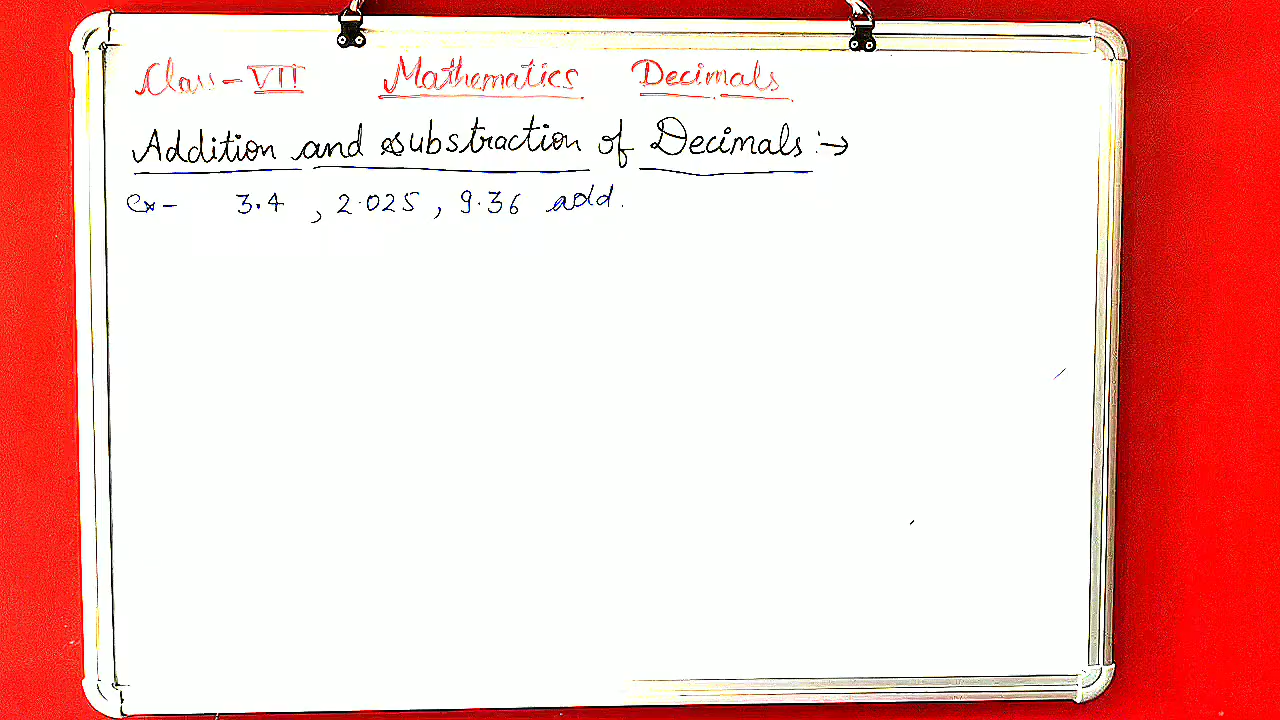 Class - VII Mathematics Decimals
Addition and substraction of Decimals :→
ex - 3.4 , 2.025 , 9.36 add.